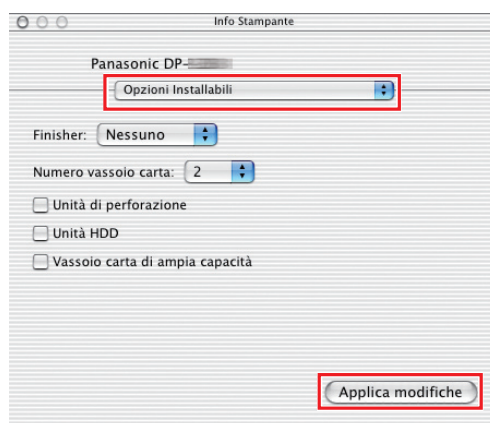 Info Stampante
Panasonic DP-
Opzioni Installabili
Finisher: Nessuno
Numero vassoio carta: 2
Unità di perforazione
Unità HDD
Vassoio carta di ampia capacità
Applica modifiche